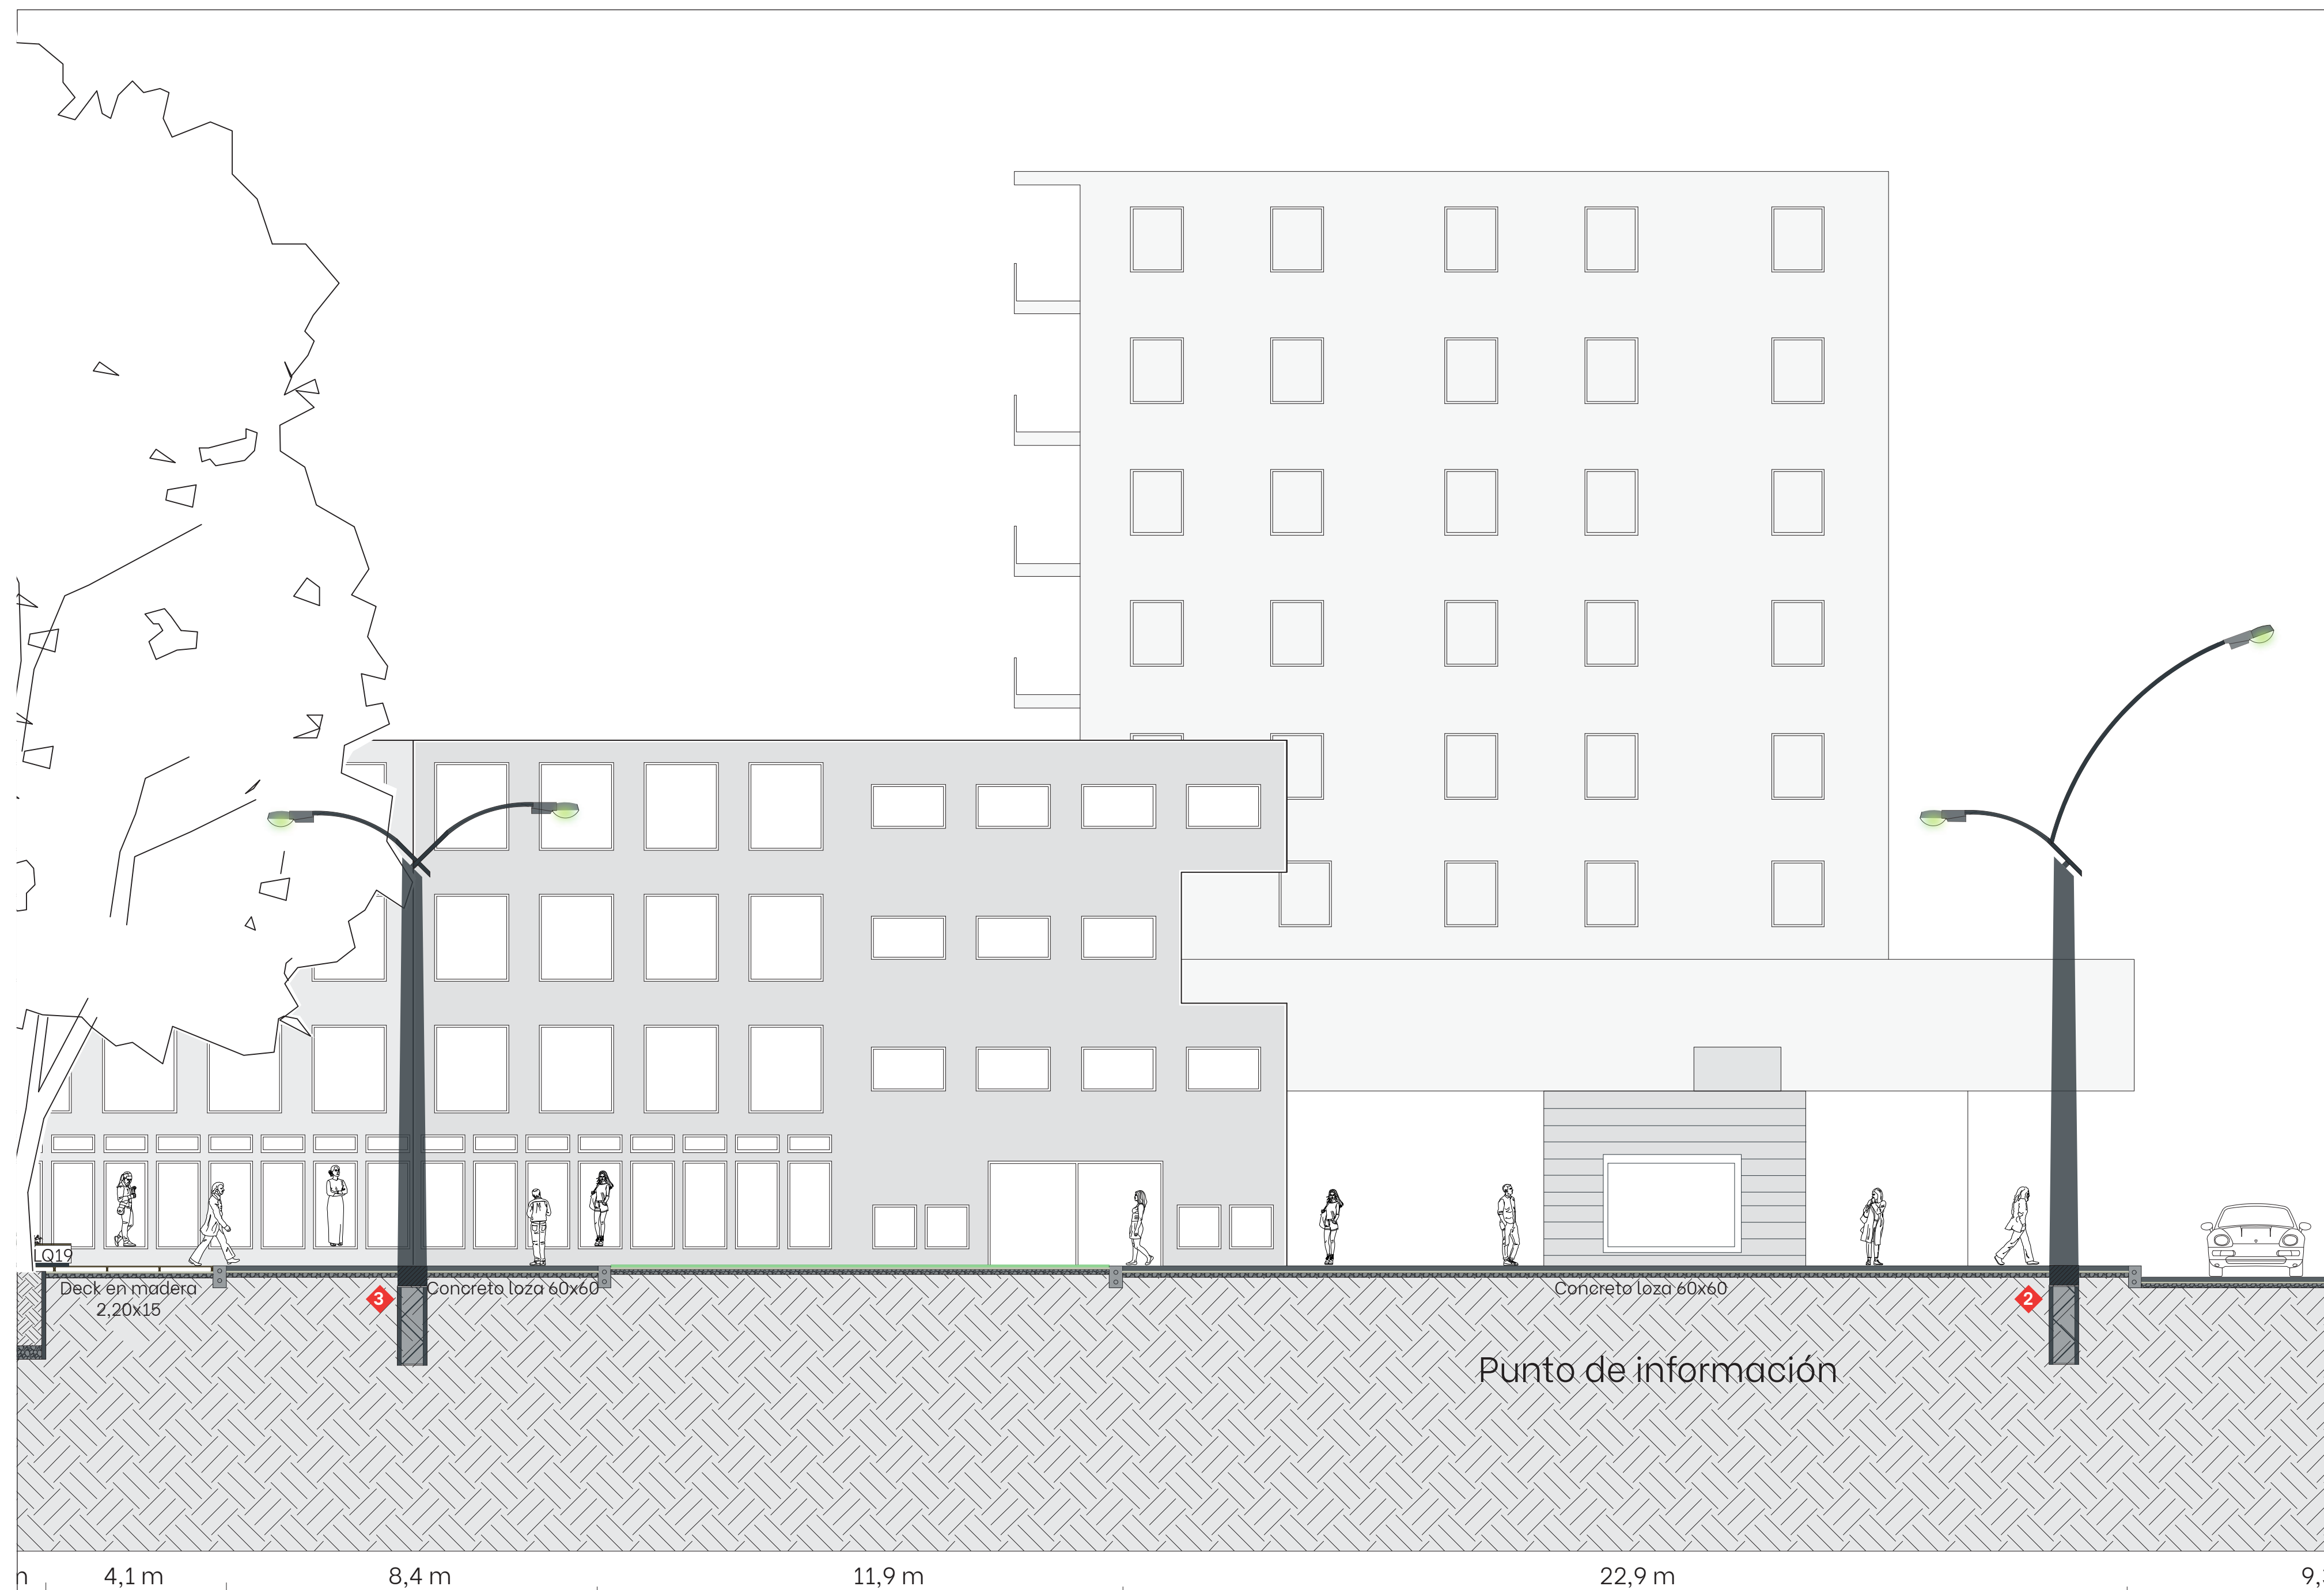 LQ19
Deck en madera
2,20x15
3
Concreto loza 60x60
Concreto loza 60x60
2
Punto de información
4,1 m
8,4 m
11,9 m
22,9 m